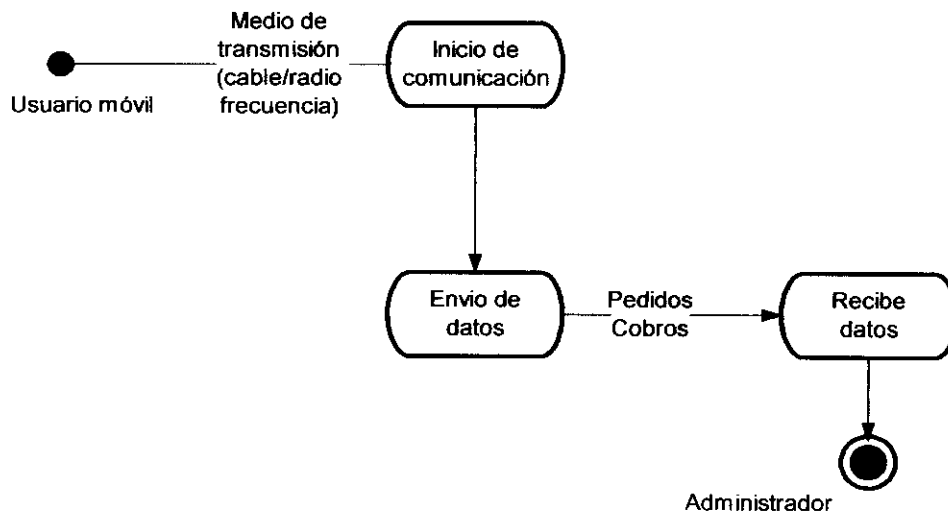 Medio de
transmisión
(cable/radio
frecuencia)
Usuario móvil
Inicio de
comunicación
Envio de
datos
Pedidos
Cobros
Recibe
datos
Administrador